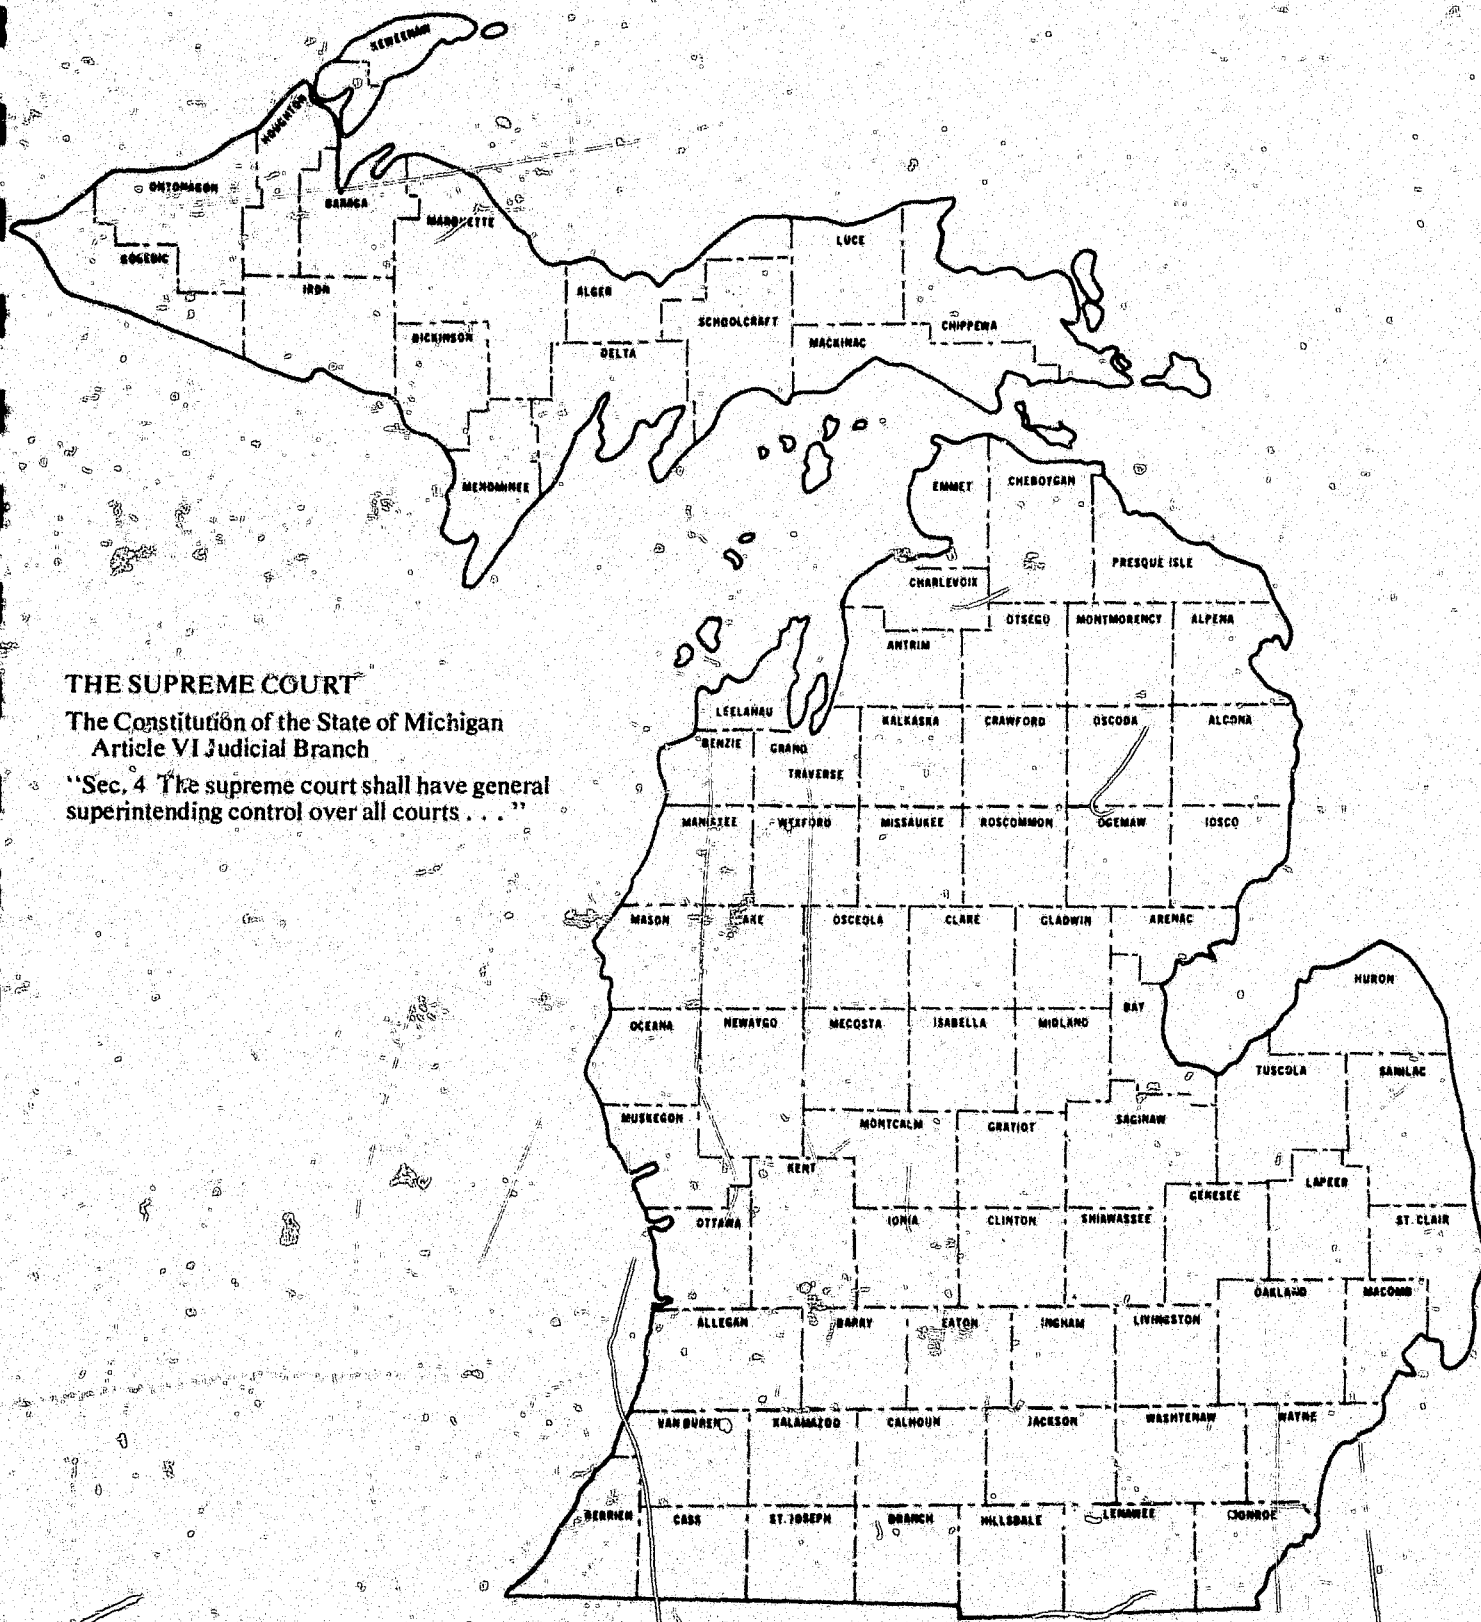 KEWEENAW
HOUGHTON
ONTONAGON
BARAGA
MARQUETTE
GOGEBIC
IRON
LUCE
ALGER
SCHOOLCRAFT
CHIPPEWA
DICKINSON
MACKINAC
DELTA
MENOMINEE
EMMET
CHEBOYGAN
PRESQUE ISLE
CHARLEVOIX
OTSEGO
MONTMORENCY
ALPENA
ANTRIM
THE SUPREME COURT
The Constitution of the State of Michigan
Article VI Judicial Branch
"Sec. 4 The supreme court shall have general
superintending control over all courts . . . "
LEELANAU
KALKASKA
CRAWFORD
OSCODA
ALCONA
BENZIE
GRAND
TRAVERSE
MANISTEE
WEXFORD
MISSAUKEE
ROSCOMMON
OGEMAW
IOSCO
MASON
LAKE
OSCEOLA
CLARE
GLADWIN
ARENAC
HURON
BAY
OCEANA
NEWAYGO
MECOSTA
ISABELLA
MIDLAND
TUSCOLA
SANILAC
MUSKEGON
MONTCALM
GRATIOT
SAGINAW
KENT
LAPEER
GENESEE
OTTAWA
IONIA
CLINTON
SHIAWASSEE
ST. CLAIR
OAKLAND
MACOMB
ALLEGAN
BARRY
EATON
INGHAM
LIVINGSTON
VAN BUREN
KALAMAZOO
CALHOUN
JACKSON
WASHTENAW
WAYNE
BERRIEN
CASS
ST. JOSEPH
BRANCH
HILLSDALE
LENAWEE
MONROE